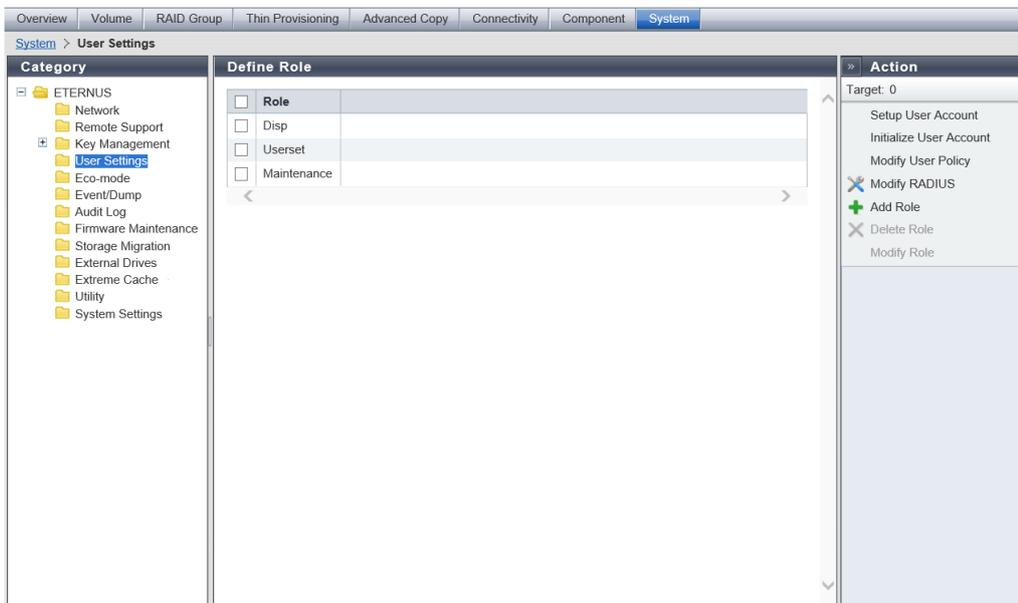 Overview Volume RAID Group Thin Provisioning Advanced Copy Connectivity Component System
System > User Settings
Category
ETERNUS
Network
Remote Support
Key Management
User Settings
Eco-mode
Event/Dump
Audit Log
Firmware Maintenance
Storage Migration
External Drives
Extreme Cache
Utility
System Settings
Define Role
Role
Disp
Userset
Maintenance
» Action
Target: 0
Setup User Account
Initialize User Account
Modify User Policy
Modify RADIUS
Add Role
Delete Role
Modify Role